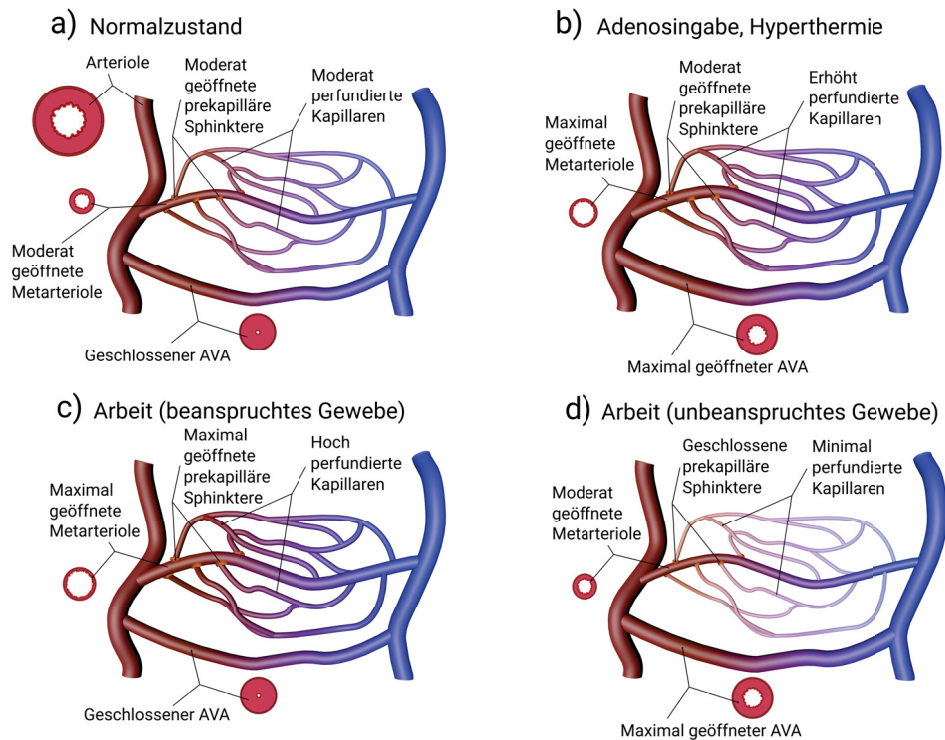 a) Normalzustand
Arteriole
Moderat
geöffnete
prekapilläre
Sphinktere
Moderat
perfundierte
Kapillaren
Moderat
geöffnete
Metarteriole
Geschlossener AVA
b) Adenosingabe, Hyperthermie
Maximal
geöffnete
Metarteriole
Moderat
geöffnete
prekapilläre
Sphinktere
Erhöht
perfundierte
Kapillaren
Maximal geöffneter AVA
c) Arbeit (beanspruchtes Gewebe)
Maximal
geöffnete
Metarteriole
Maximal
geöffnete
prekapilläre
Sphinktere
Hoch
perfundierte
Kapillaren
Geschlossener AVA
d) Arbeit (unbeanspruchtes Gewebe)
Moderat
geöffnete
Metarteriole
Geschlossene
prekapilläre
Sphinktere
Minimal
perfundierte
Kapillaren
Maximal geöffneter AVA